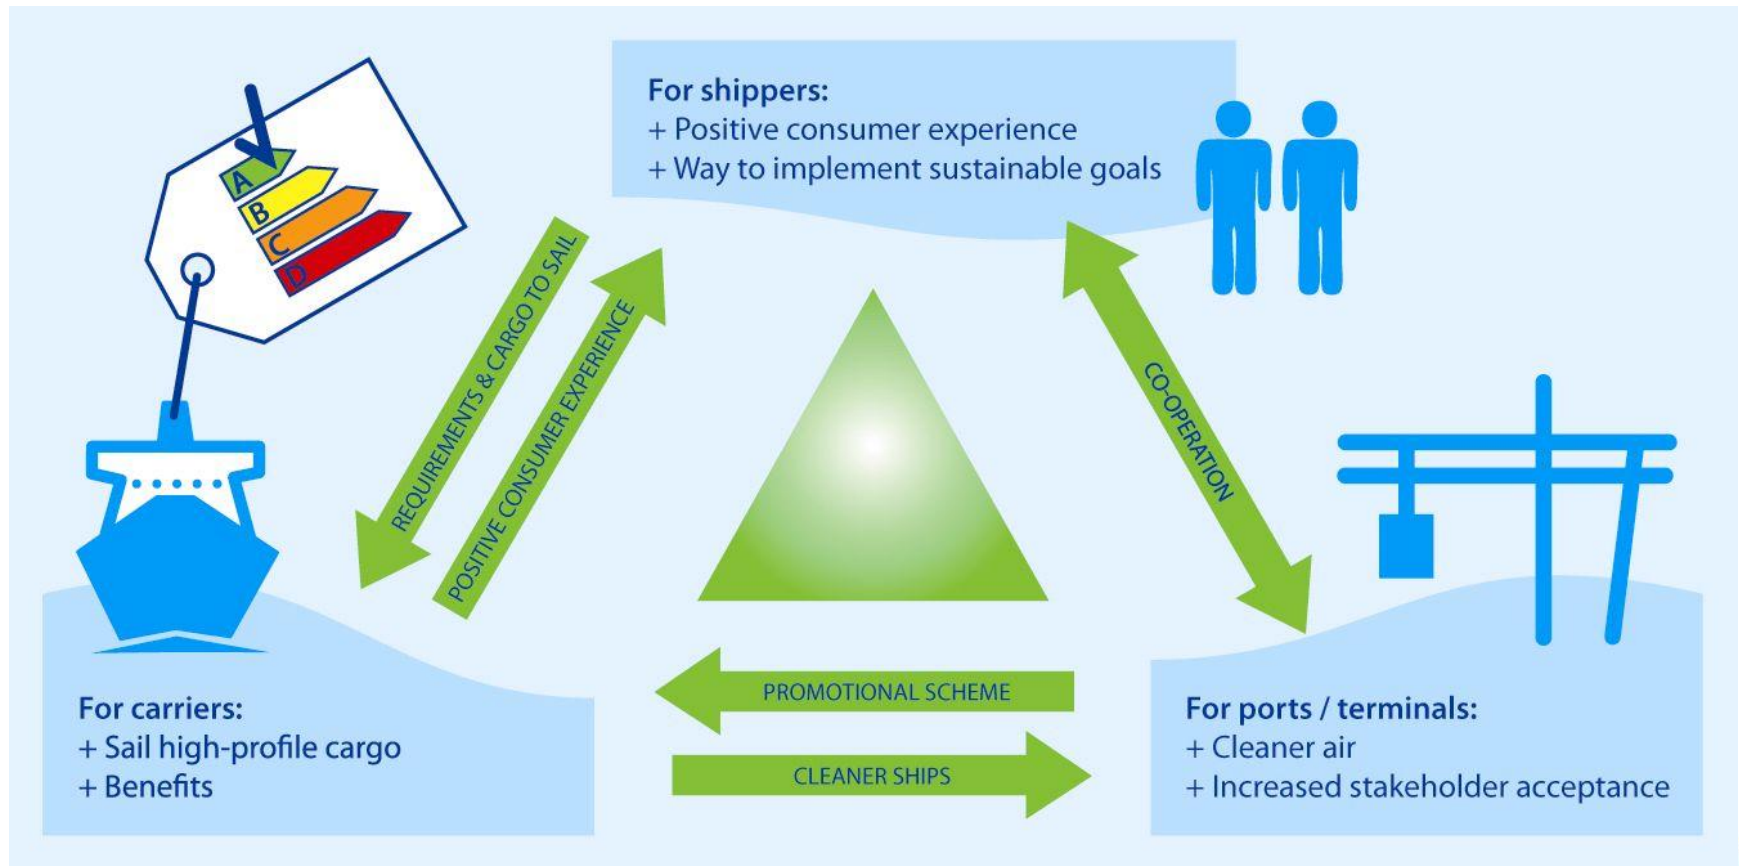 For shippers:
+ Positive consumer experience
+ Way to implement sustainable goals
A
B
C
D
REQUIREMENTS & CARGO TO SAIL
POSITIVE CONSUMER EXPERIENCE
CO-OPERATION
PROMOTIONAL SCHEME
CLEANER SHIPS
For carriers:
+ Sail high-profile cargo
+ Benefits
For ports / terminals:
+ Cleaner air
+ Increased stakeholder acceptance